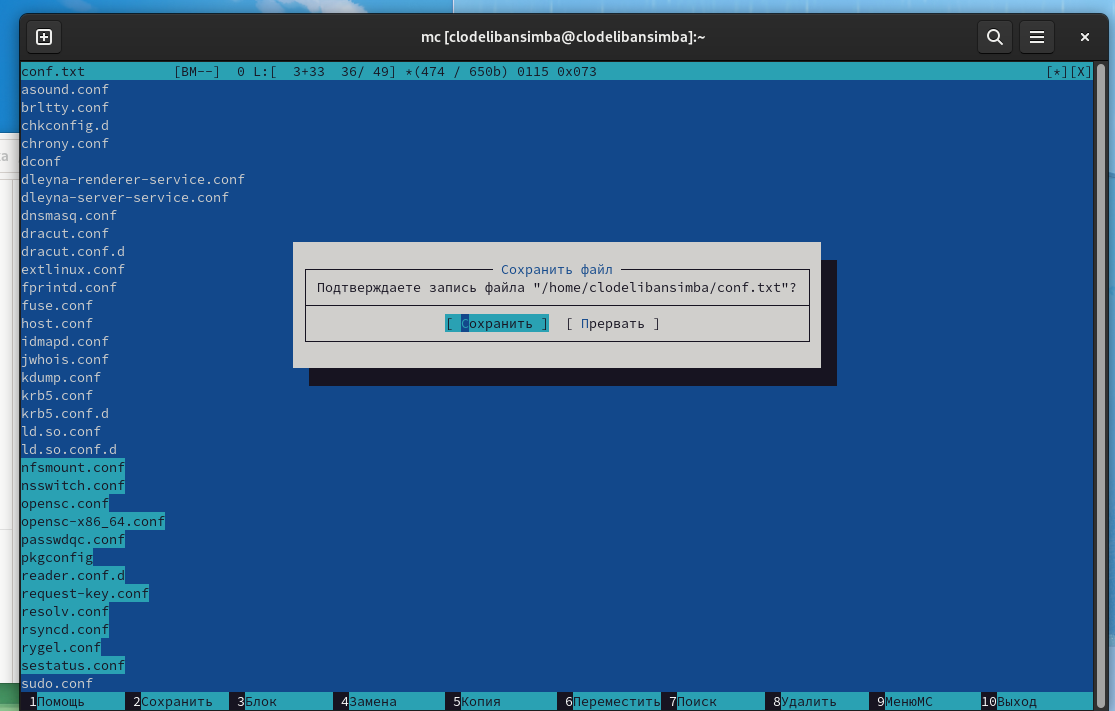 mc [clodelibansimba@clodelibansimba]:~
conf.txt [BM--] 0 L:[ 3+33 36/ 49] *(474 / 650b) 0115 0x073 [*][X]
asound.conf
brltty.conf
chkconfig.d
chrony.conf
dconf
dleyna-renderer-service.conf
dleyna-server-service.conf
dnsmasq.conf
dracut.conf
dracut.conf.d
extlinux.conf
fprintd.conf
fuse.conf
host.conf
idmapd.conf
jwhois.conf
kdump.conf
krb5.conf
krb5.conf.d
ld.so.conf
ld.so.conf.d
nfsmount.conf
nsswitch.conf
opensc.conf
opensc-x86_64.conf
passwdqc.conf
pkgconfig
reader.conf.d
request-key.conf
resolv.conf
rsyncd.conf
rygel.conf
sestatus.conf
sudo.conf
Сохранить файл
Подтверждаете запись файла "/home/clodelibansimba/conf.txt"?
[ Сохранить ] [ Прервать ]
1Помощь 2Сохранить 3Блок 4Замена 5Копия 6Переместить 7Поиск 8Удалить 9МенюMC 10Выход